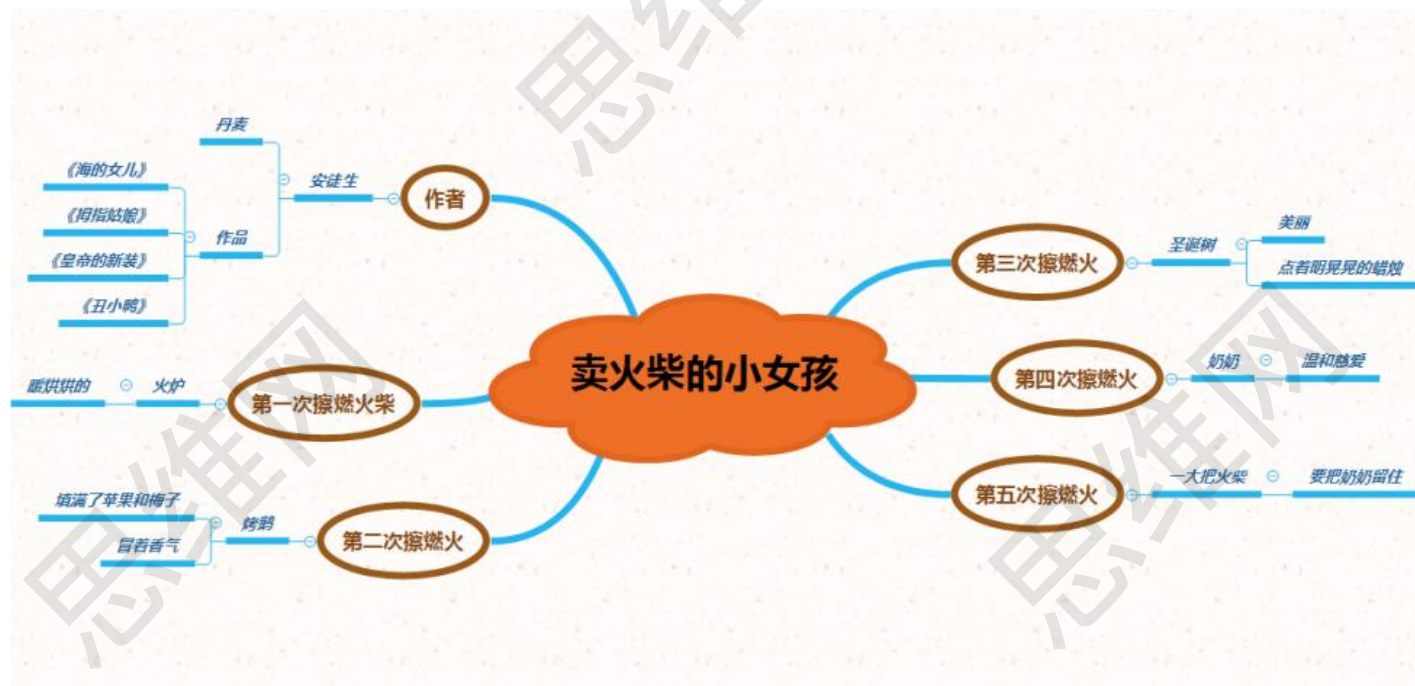 卖火柴的小女孩
作者
安徒生
丹麦
作品
《海的女儿》
《拇指姑娘》
《皇帝的新装》
《丑小鸭》
第一次擦燃火柴
火炉
暖烘烘的
第二次擦燃火
烤鹅
填满了苹果和梅子
冒着香气
第三次擦燃火
圣诞树
美丽
点着明晃晃的蜡烛
第四次擦燃火
奶奶
温和慈爱
第五次擦燃火
一大把火柴
要把奶奶留住
思维网
思维网
思维网